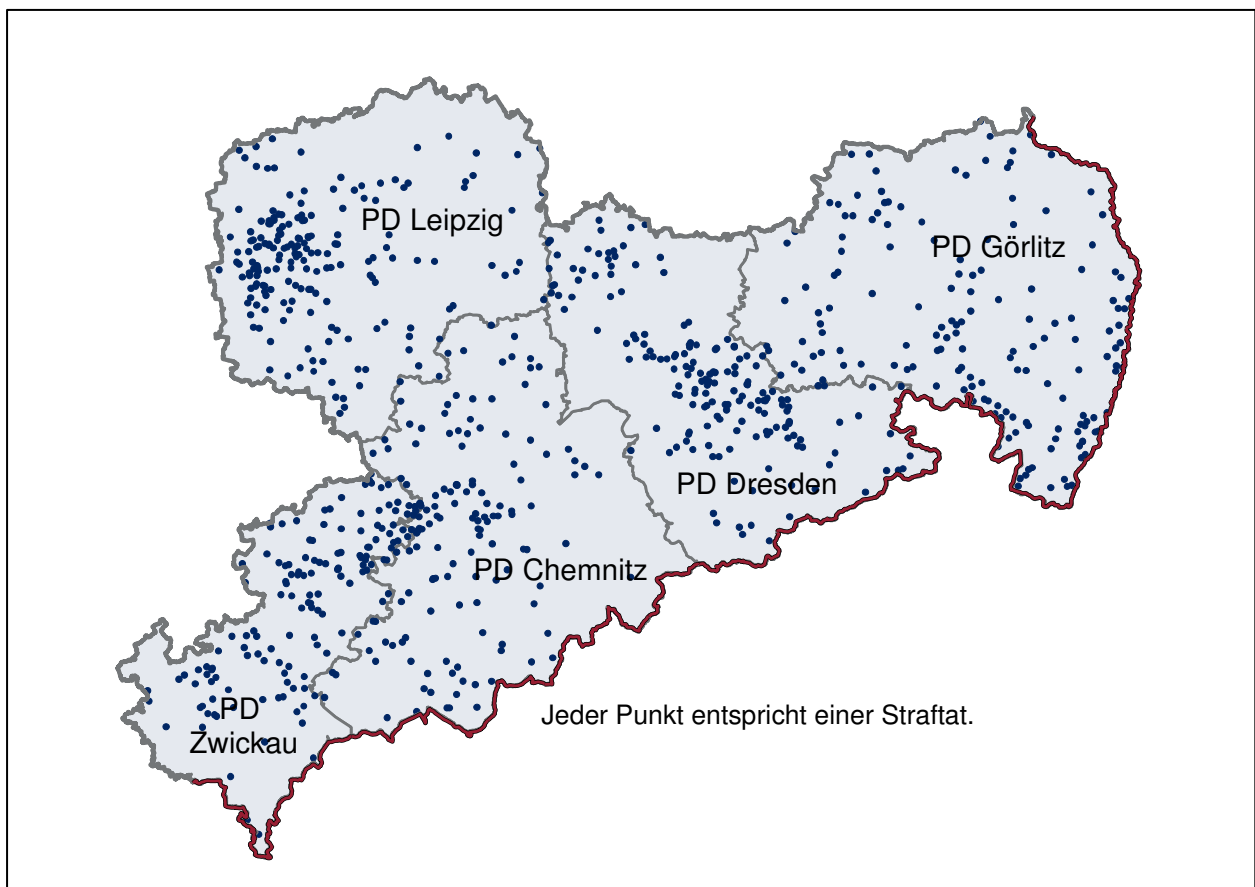 PD Leipzig
PD Görlitz
PD Dresden
PD Chemnitz
PD
Zwickau
Jeder Punkt entspricht einer Straftat.